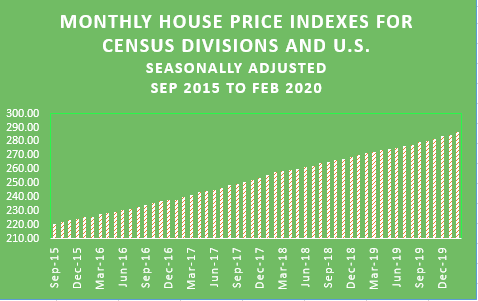 MONTHLY HOUSE PRICE INDEXES FOR
CENSUS DIVISIONS AND U.S.
SEASONALLY ADJUSTED
SEP 2015 TO FEB 2020
300.00
290.00
280.00
270.00
260.00
250.00
240.00
230.00
220.00
210.00
Sep-15
Dec-15
Mar-16
Jun-16
Sep-16
Dec-16
Mar-17
Jun-17
Sep-17
Dec-17
Mar-18
Jun-18
Sep-18
Dec-18
Mar-19
Jun-19
Sep-19
Dec-19